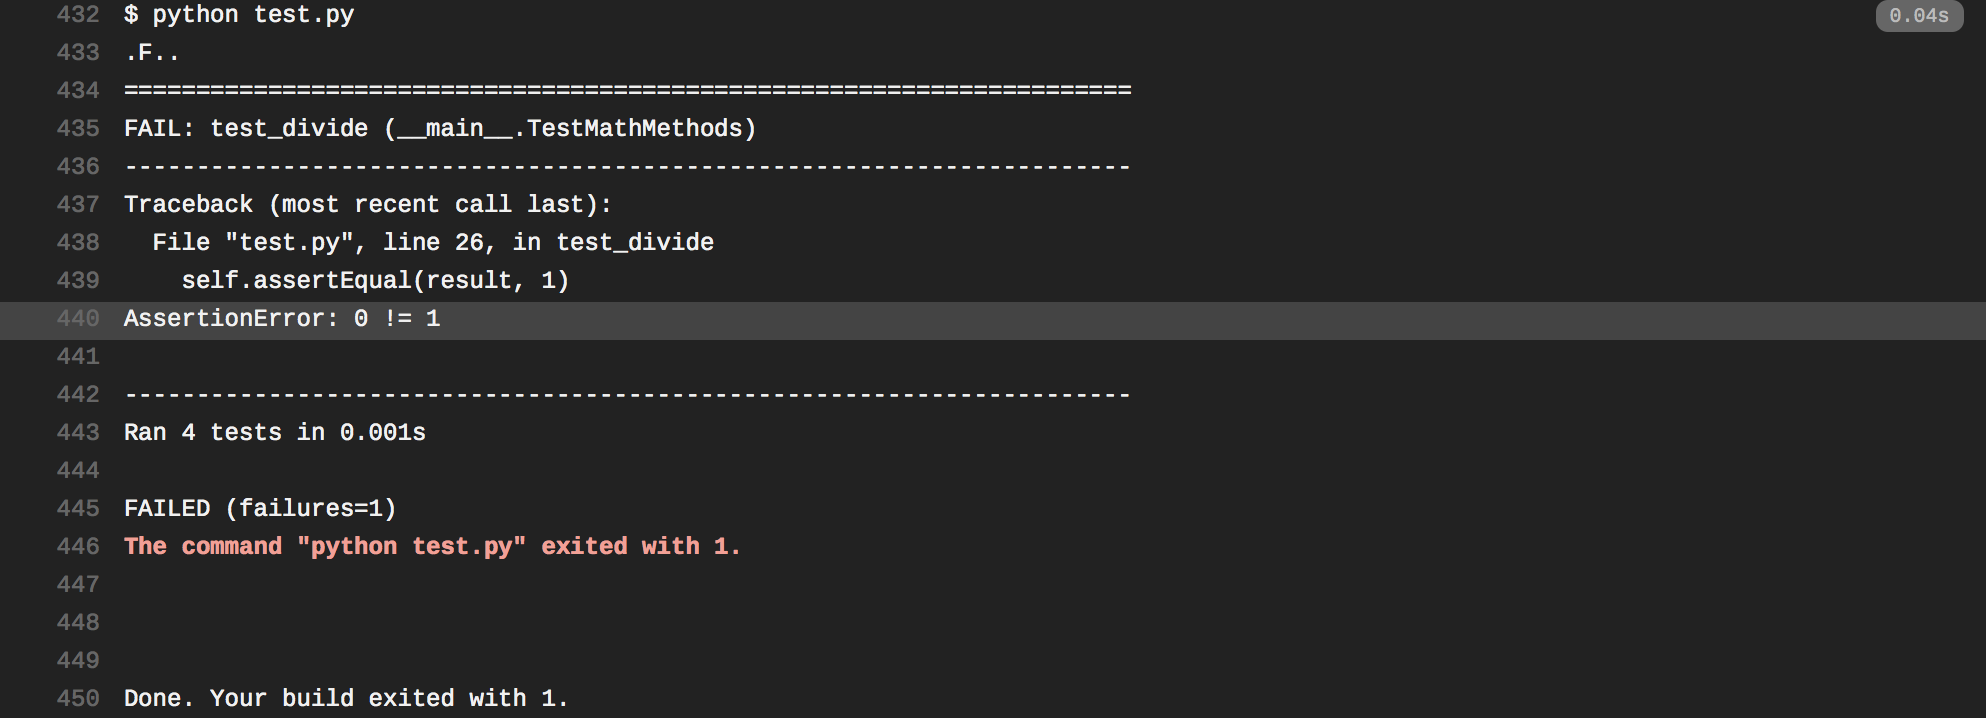 432 $ python test.py 0.04s
433 .F..
434 ======================================================================
435 FAIL: test_divide (__main__.TestMathMethods)
436 ----------------------------------------------------------------------
437 Traceback (most recent call last):
438   File "test.py", line 26, in test_divide
439     self.assertEqual(result, 1)
440 AssertionError: 0 != 1
441
442 ----------------------------------------------------------------------
443 Ran 4 tests in 0.001s
444
445 FAILED (failures=1)
446 The command "python test.py" exited with 1.
447
448
449
450 Done. Your build exited with 1.